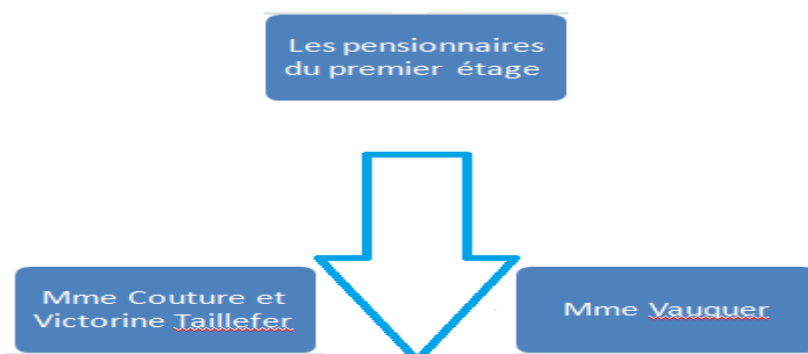 Les pensionnaires
du premier étage
Mme Couture et
Victorine Taillefer
Mme Vauquer